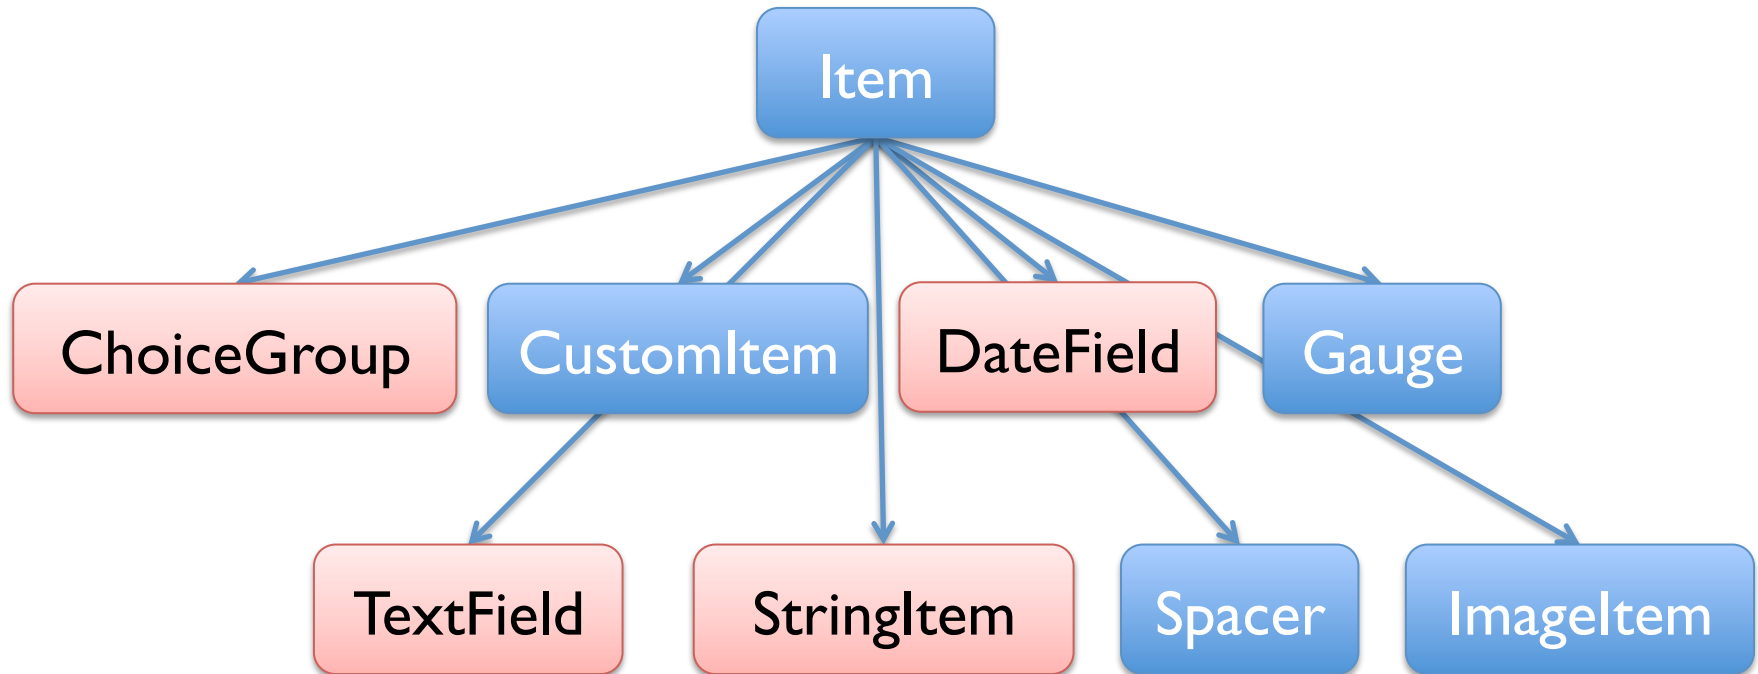 Item
ChoiceGroup
CustomItem
DateField
Gauge
TextField
StringItem
Spacer
ImageItem